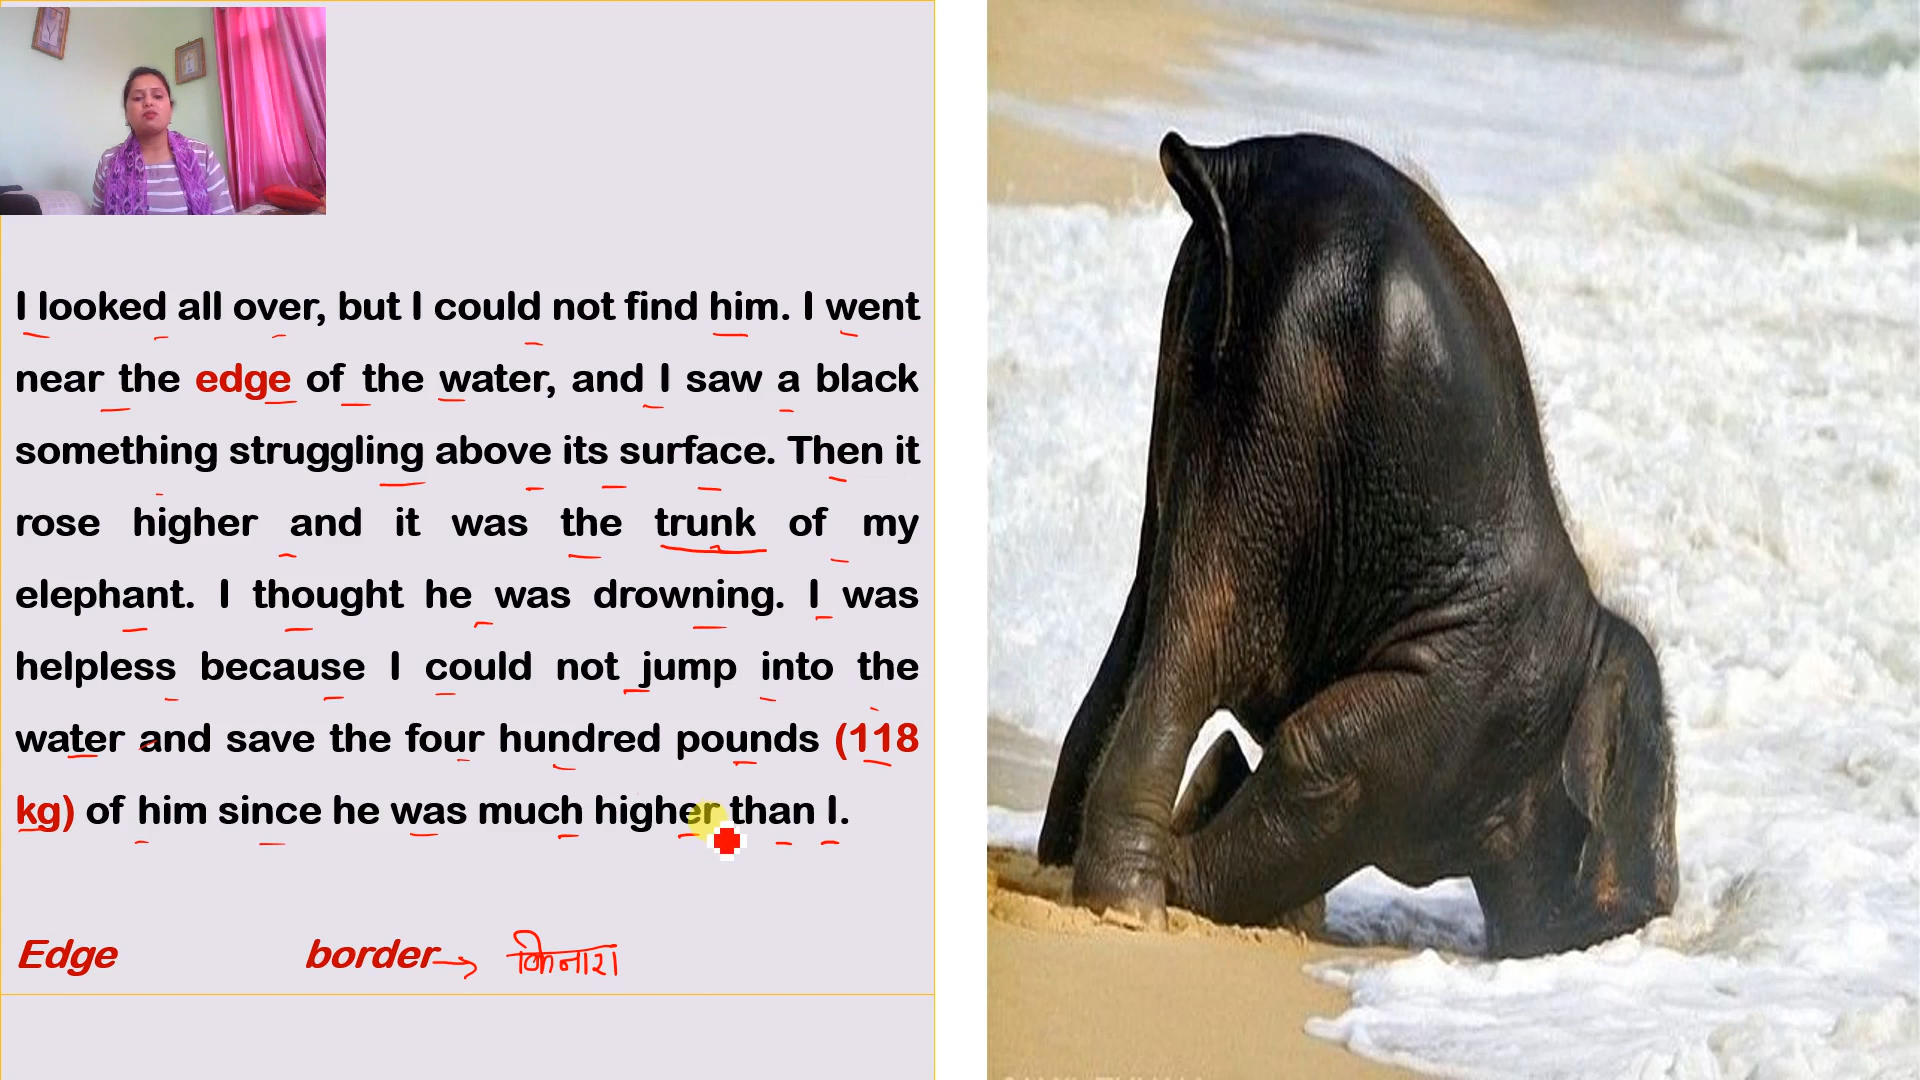 I looked all over, but I could not find him. I went
near the edge of the water, and I saw a black
something struggling above its surface. Then it
rose higher and it was the trunk of my
elephant. I thought he was drowning. I was
helpless because I could not jump into the
water and save the four hundred pounds (118
kg) of him since he was much higher than I.
Edge border → किनारा